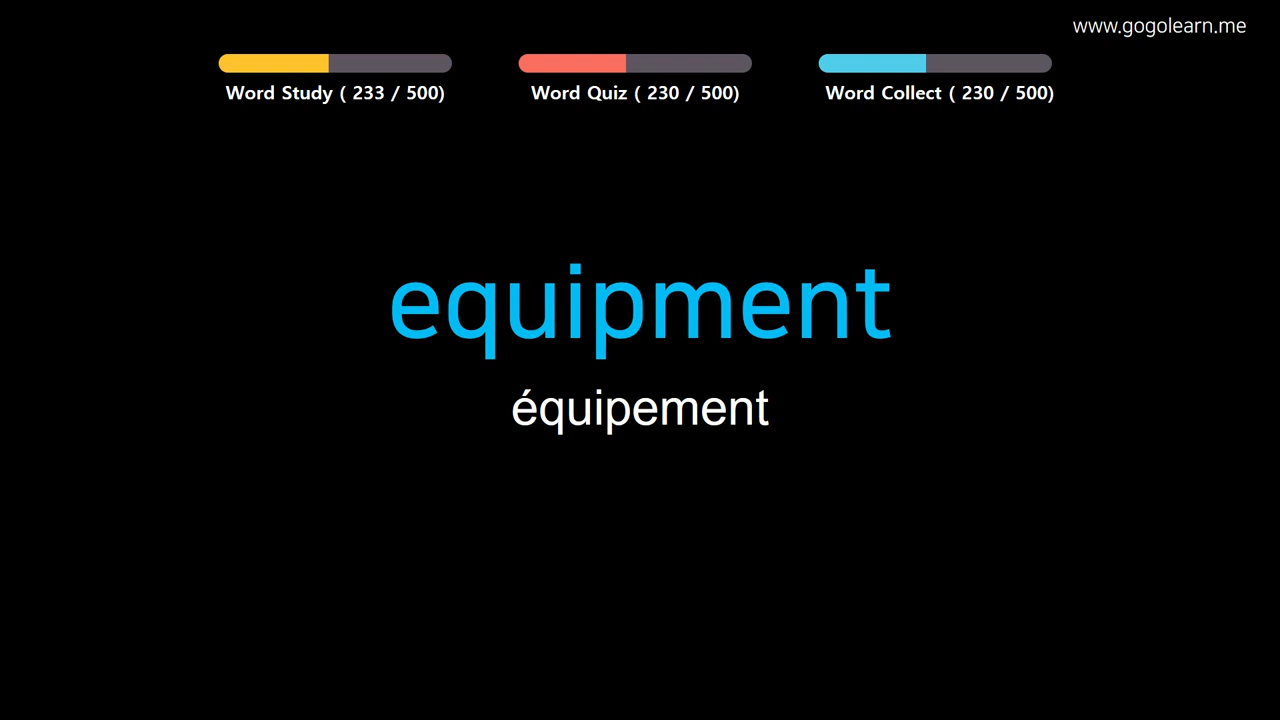 www.gogolearn.me
Word Study ( 233 / 500)
Word Quiz ( 230 / 500)
Word Collect ( 230 / 500)
equipment
équipement